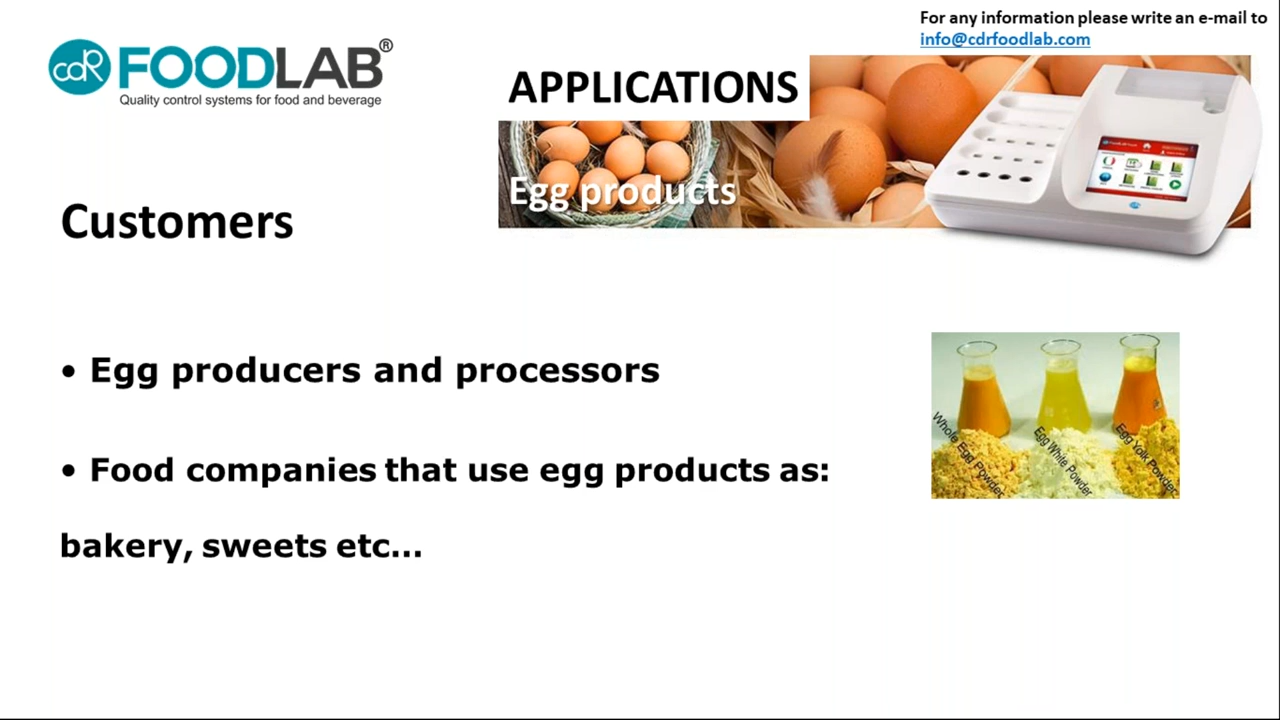 For any information please write an e-mail to
info@cdrfoodlab.com
cdR FOODLAB®
Quality control systems for food and beverage
APPLICATIONS
Egg products
Customers
• Egg producers and processors
• Food companies that use egg products as:
bakery, sweets etc...
Whole Egg Powder
Egg White Powder
Egg Yolk Powder